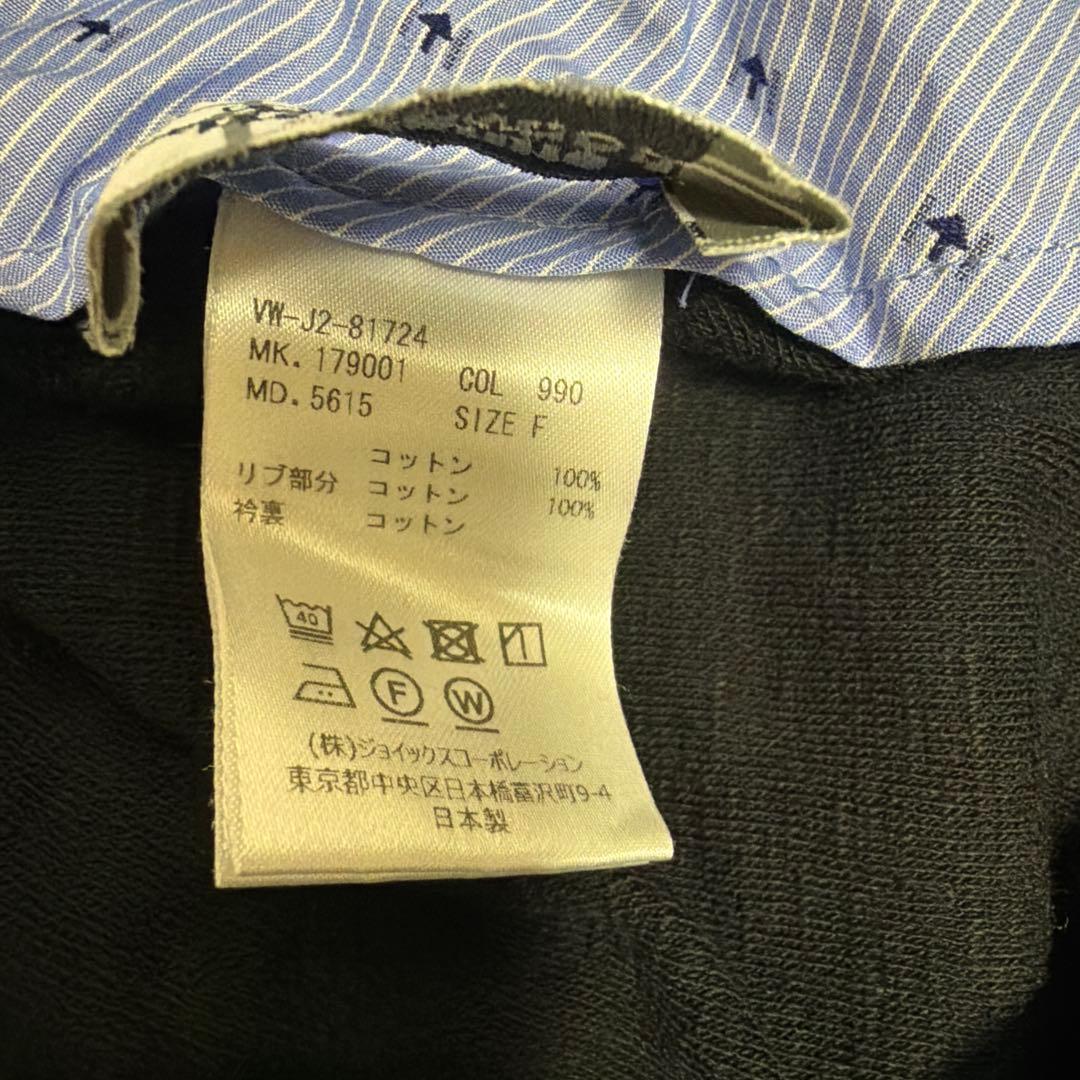 VW-J2-81724
MK. 179001 COL 990
MD. 5615 SIZE F
コットン 100%
リブ部分 コットン 100%
衿裏 コットン
40
F W
(株)ジョイックスコーポレーション
東京都中央区日本橋富沢町9-4
日本製